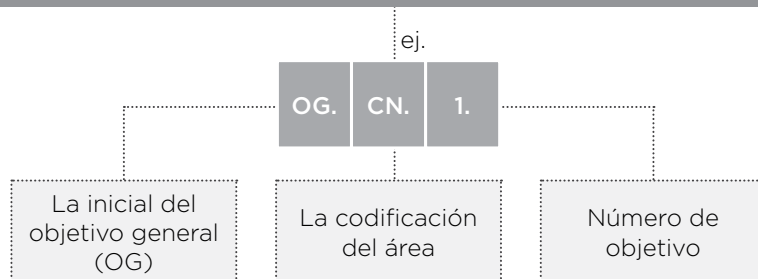 ej.
OG. CN. 1.
La inicial del
objetivo general
(OG)
La codificación
del área
Número de
objetivo